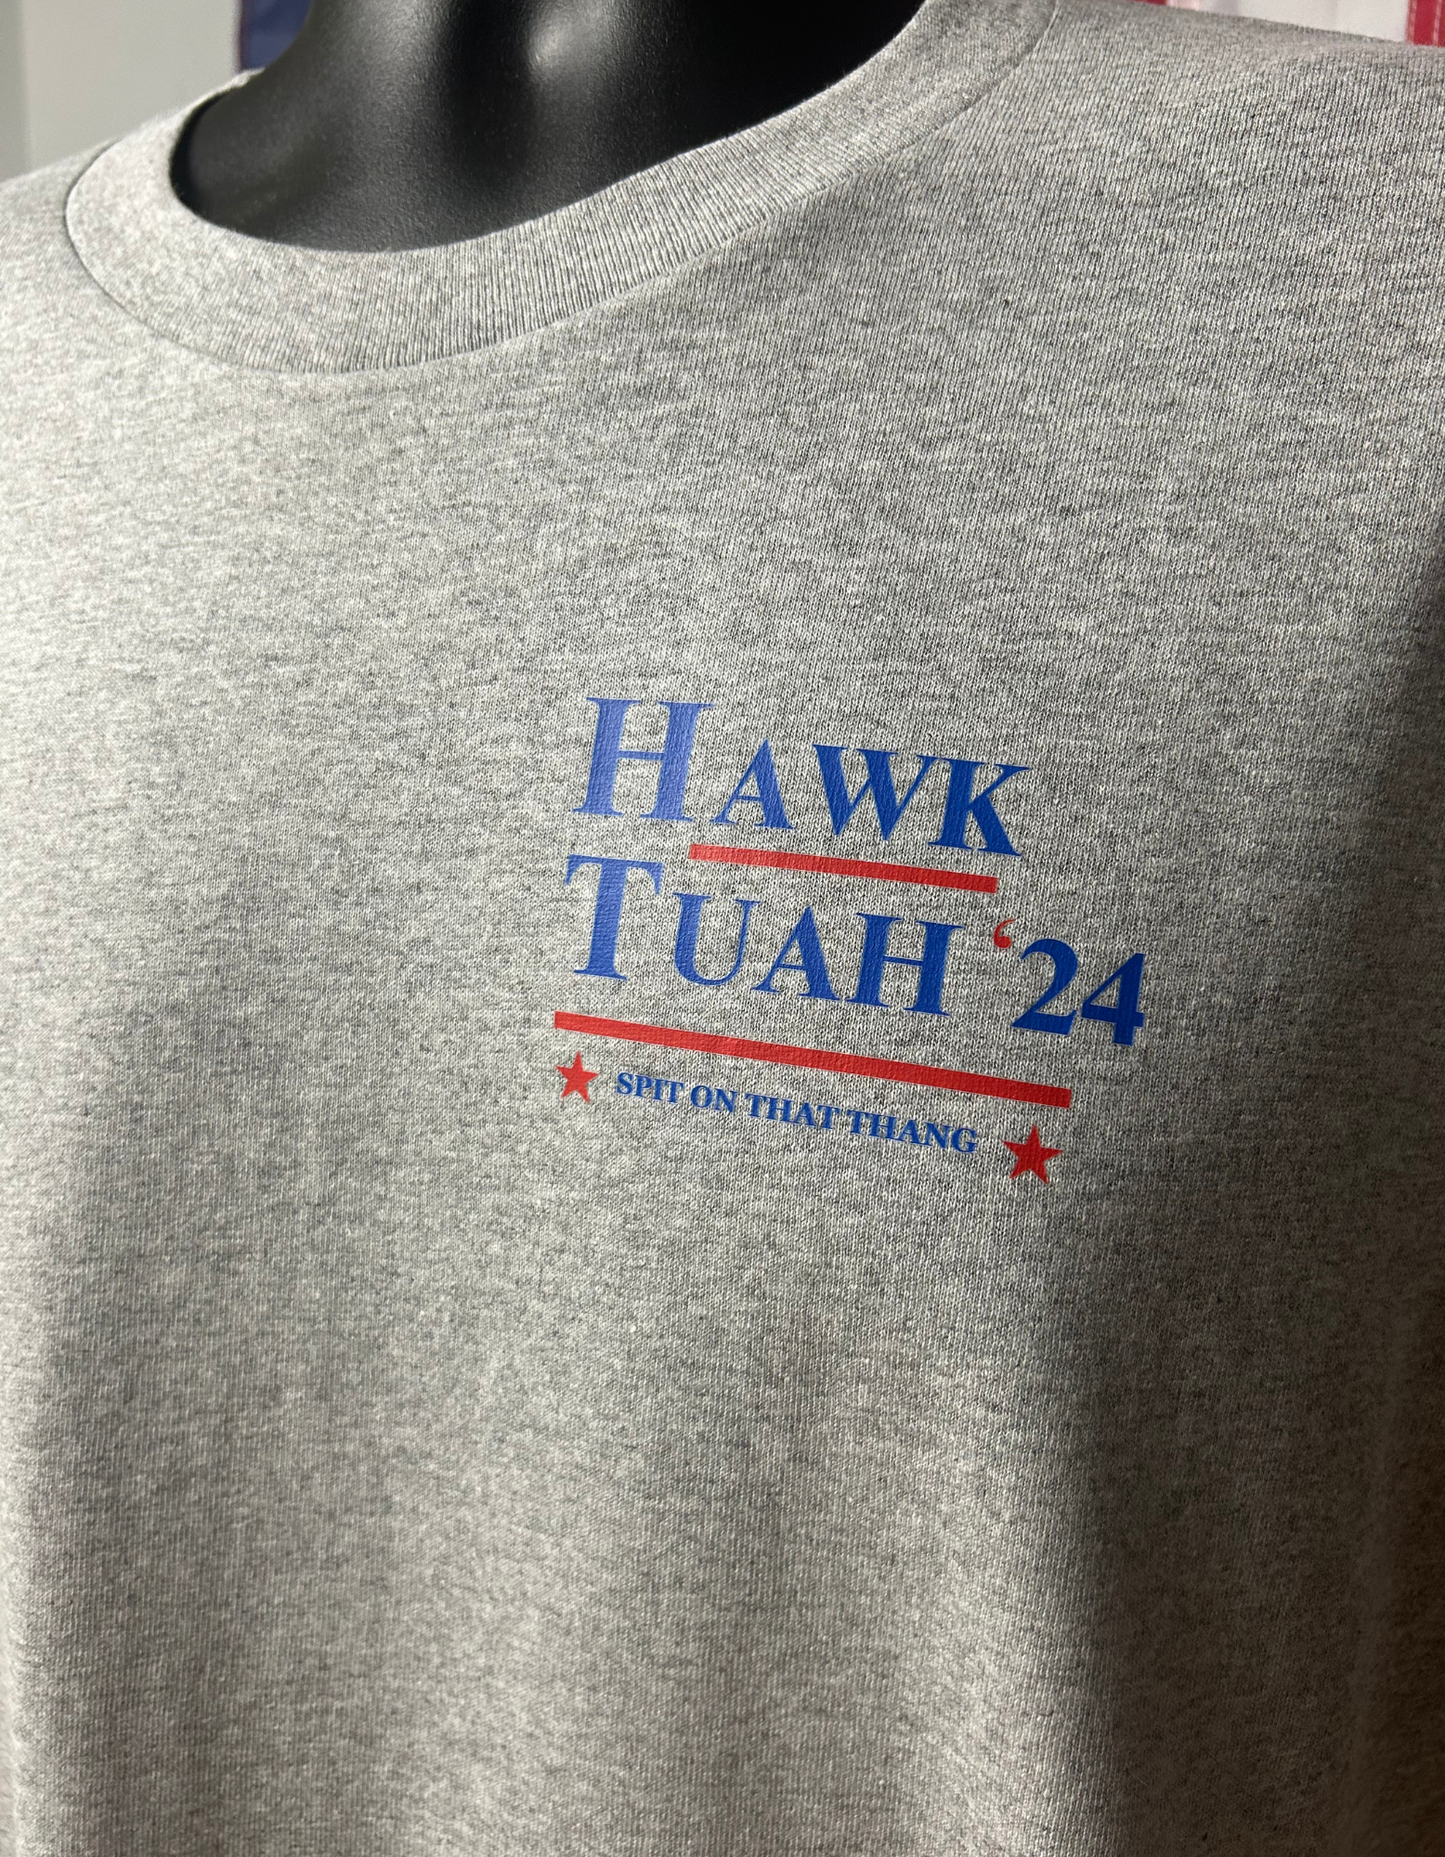 HAWK
TUAH ‘24
SPIT ON THAT THANG